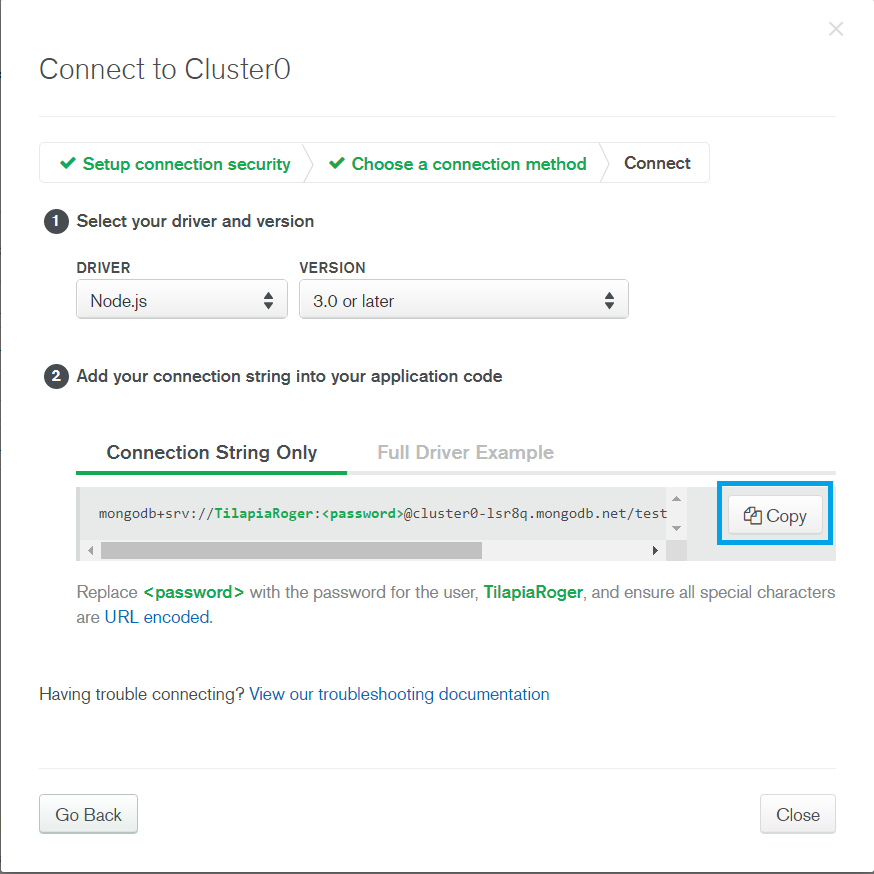 Connect to Cluster0
Setup connection security
Choose a connection method
Connect
1 Select your driver and version
DRIVER
VERSION
Node.js
3.0 or later
2 Add your connection string into your application code
Connection String Only
Full Driver Example
mongodb+srv://TilapiaRoger:<password>@cluster0-lsr8q.mongodb.net/test
Copy
Replace <password> with the password for the user, TilapiaRoger, and ensure all special characters
are URL encoded.
Having trouble connecting? View our troubleshooting documentation
Go Back
Close